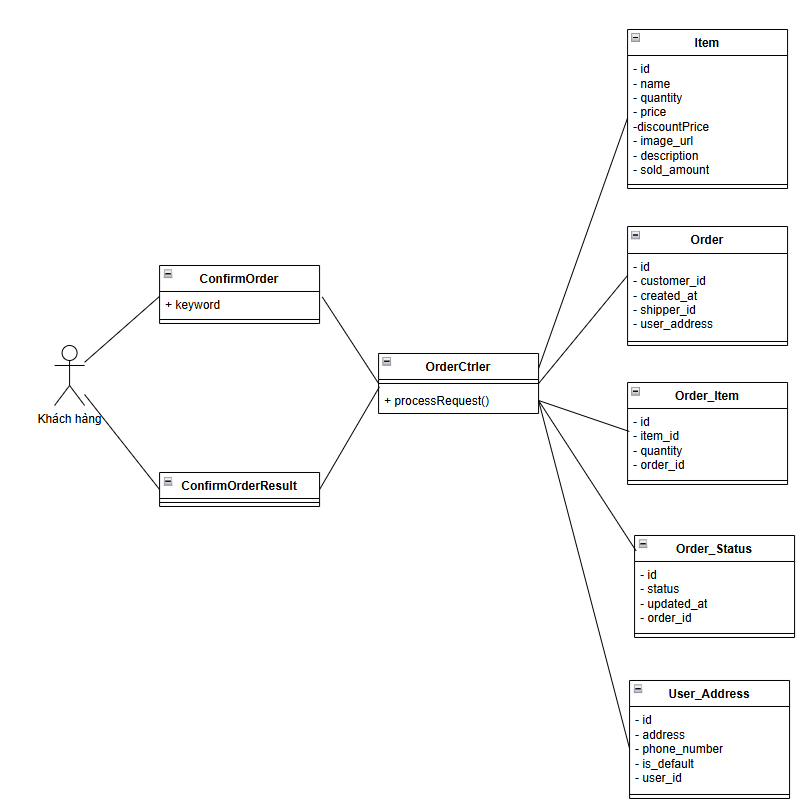 Item
- id
- name
- quantity
- price
-discountPrice
- image_url
- description
- sold_amount
Order
- id
- customer_id
- created_at
- shipper_id
- user_address
ConfirmOrder
+ keyword
Khách hàng
OrderCtrler
+ processRequest()
Order_Item
- id
- item_id
- quantity
- order_id
ConfirmOrderResult
Order_Status
- id
- status
- updated_at
- order_id
User_Address
- id
- address
- phone_number
- is_default
- user_id